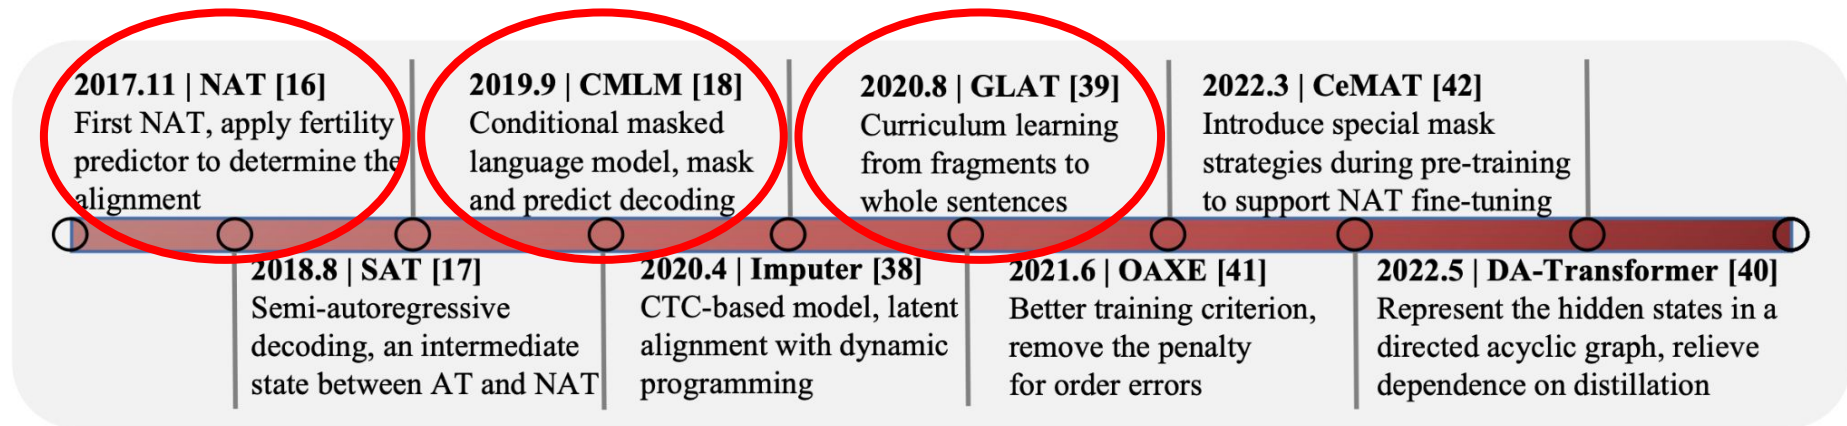 2017.11 | NAT [16]
First NAT, apply fertility
predictor to determine the
alignment
2018.8 | SAT [17]
Semi-autoregressive
decoding, an intermediate
state between AT and NAT
2019.9 | CMLM [18]
Conditional masked
language model, mask
and predict decoding
2020.4 | Imputer [38]
CTC-based model, latent
alignment with dynamic
programming
2020.8 | GLAT [39]
Curriculum learning
from fragments to
whole sentences
2021.6 | OAXE [41]
Better training criterion,
remove the penalty
for order errors
2022.3 | CeMAT [42]
Introduce special mask
strategies during pre-training
to support NAT fine-tuning
2022.5 | DA-Transformer [40]
Represent the hidden states in a
directed acyclic graph, relieve
dependence on distillation